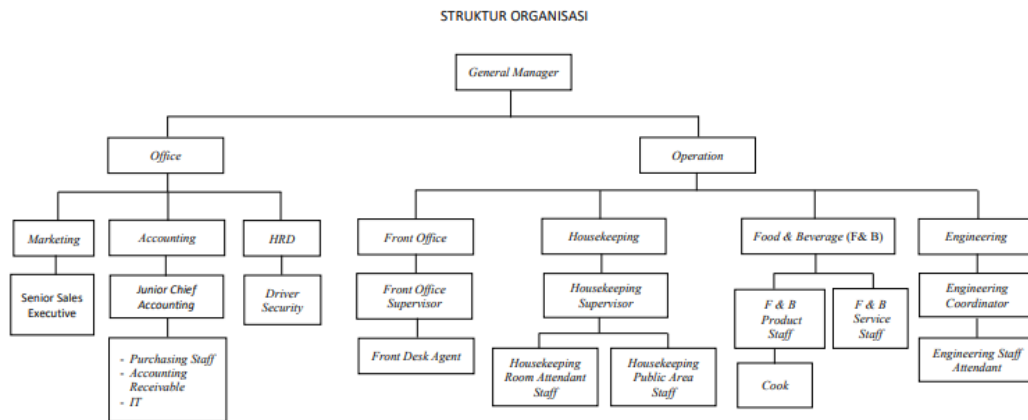 STRUKTUR ORGANISASI
General Manager
Office
Operation
Marketing
Accounting
HRD
Front Office
Housekeeping
Food & Beverage (F& B)
Engineering
Senior Sales
Executive
Junior Chief
Accounting
Driver
Security
Front Office
Supervisor
Housekeeping
Supervisor
F & B
Product
Staff
F & B
Service
Staff
Engineering
Coordinator
- Purchasing Staff
- Accounting
Receivable
- IT
Front Desk Agent
Housekeeping
Room Attendant
Staff
Housekeeping
Public Area
Staff
Cook
Engineering Staff
Attendant